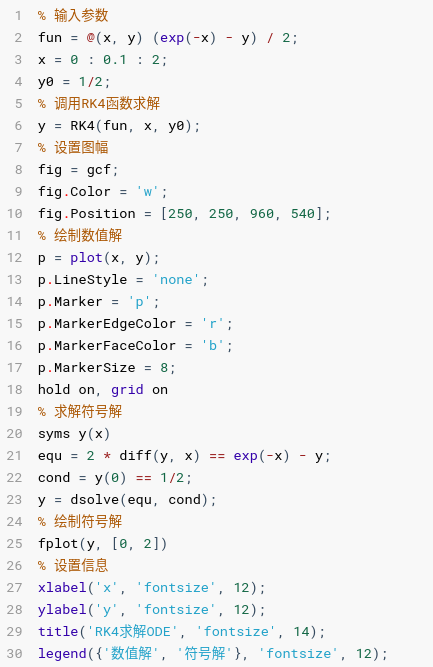 1 % 输入参数
2 fun = @(x, y) (exp(-x) - y) / 2;
3 x = 0 : 0.1 : 2;
4 y0 = 1/2;
5 % 调用RK4函数求解
6 y = RK4(fun, x, y0);
7 % 设置图幅
8 fig = gcf;
9 fig.Color = 'w';
10 fig.Position = [250, 250, 960, 540];
11 % 绘制数值解
12 p = plot(x, y);
13 p.LineStyle = 'none';
14 p.Marker = 'p';
15 p.MarkerEdgeColor = 'r';
16 p.MarkerFaceColor = 'b';
17 p.MarkerSize = 8;
18 hold on, grid on
19 % 求解符号解
20 syms y(x)
21 equ = 2 * diff(y, x) == exp(-x) - y;
22 cond = y(0) == 1/2;
23 y = dsolve(equ, cond);
24 % 绘制符号解
25 fplot(y, [0, 2])
26 % 设置信息
27 xlabel('x', 'fontsize', 12);
28 ylabel('y', 'fontsize', 12);
29 title('RK4求解ODE', 'fontsize', 14);
30 legend({'数值解', '符号解'}, 'fontsize', 12);